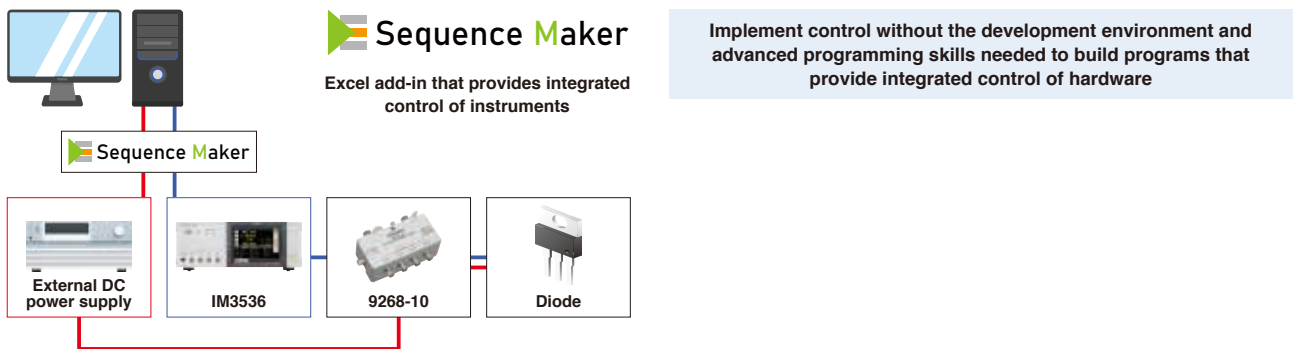 Sequence Maker
Excel add-in that provides integrated
control of instruments
Implement control without the development environment and
advanced programming skills needed to build programs that
provide integrated control of hardware
Sequence Maker
External DC
power supply
IM3536
9268-10
Diode